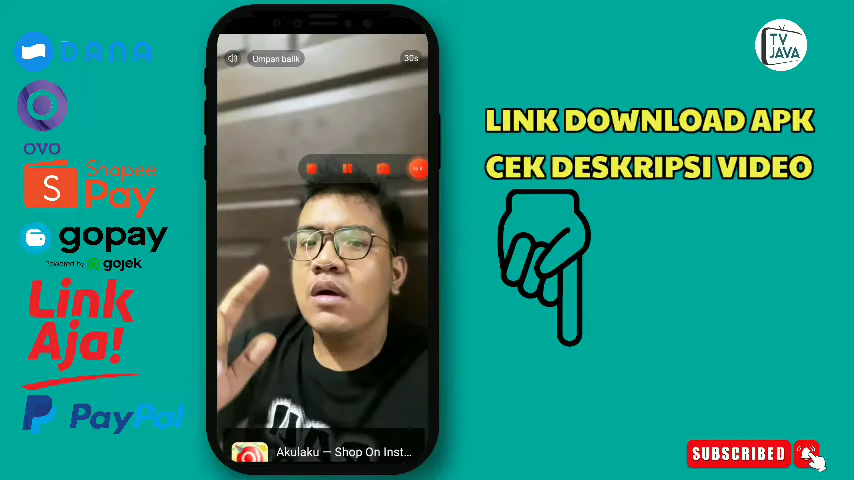 DANA
OVO
Shopee
Pay
gopay
Powered by gojek
Link
Aja!
PayPal
Umpan balik
30s
Akulaku — Shop On Inst...
TV
JAVA
LINK DOWNLOAD APK
CEK DESKRIPSI VIDEO
SUBSCRIBED